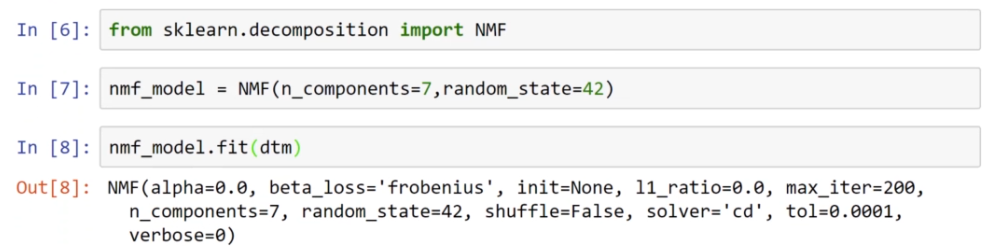 In [6]: from sklearn.decomposition import NMF
In [7]: nmf_model = NMF(n_components=7,random_state=42)
In [8]: nmf_model.fit(dtm)
Out[8]: NMF(alpha=0.0, beta_loss='frobenius', init=None, l1_ratio=0.0, max_iter=200,
n_components=7, random_state=42, shuffle=False, solver='cd', tol=0.0001,
verbose=0)